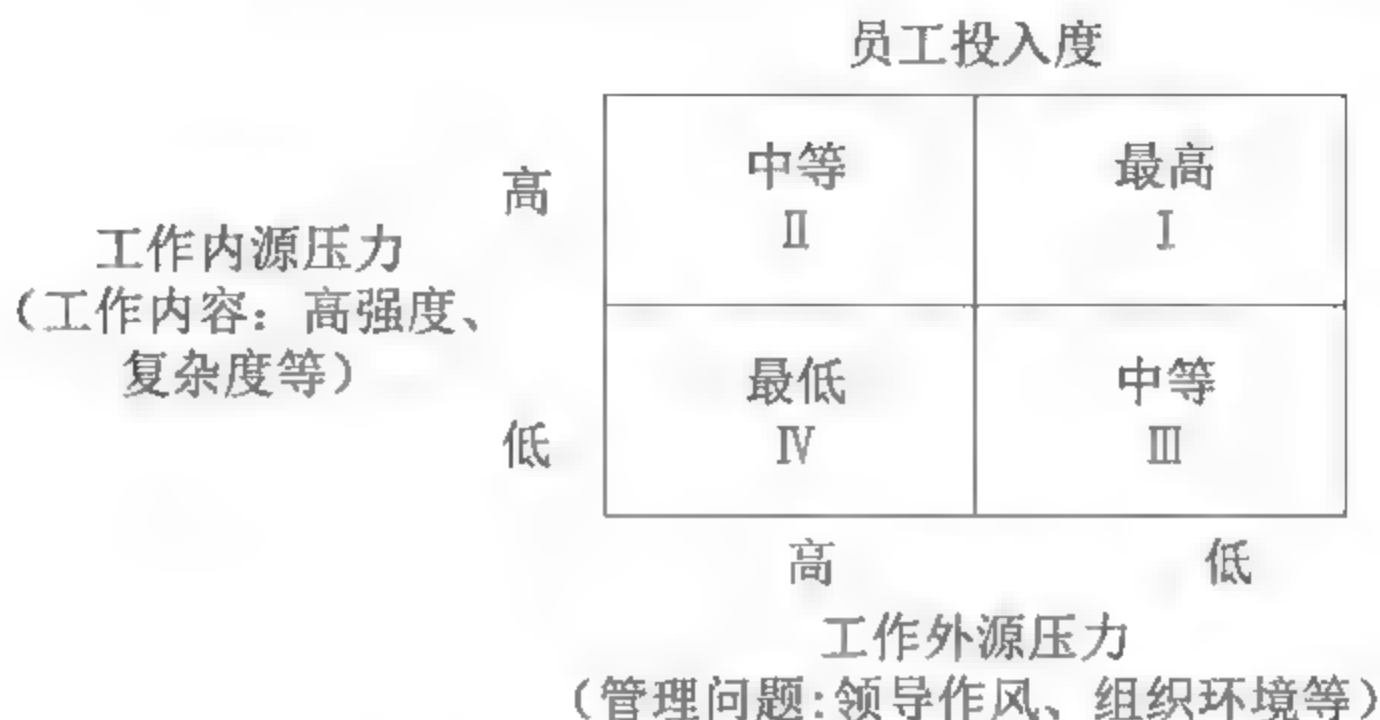 员工投入度
高
中等
Ⅱ
最高
Ⅰ
工作内源压力
（工作内容：高强度、
复杂度等）
低
最低
Ⅳ
中等
Ⅲ
高
低
工作外源压力
（管理问题:领导作风、组织环境等）